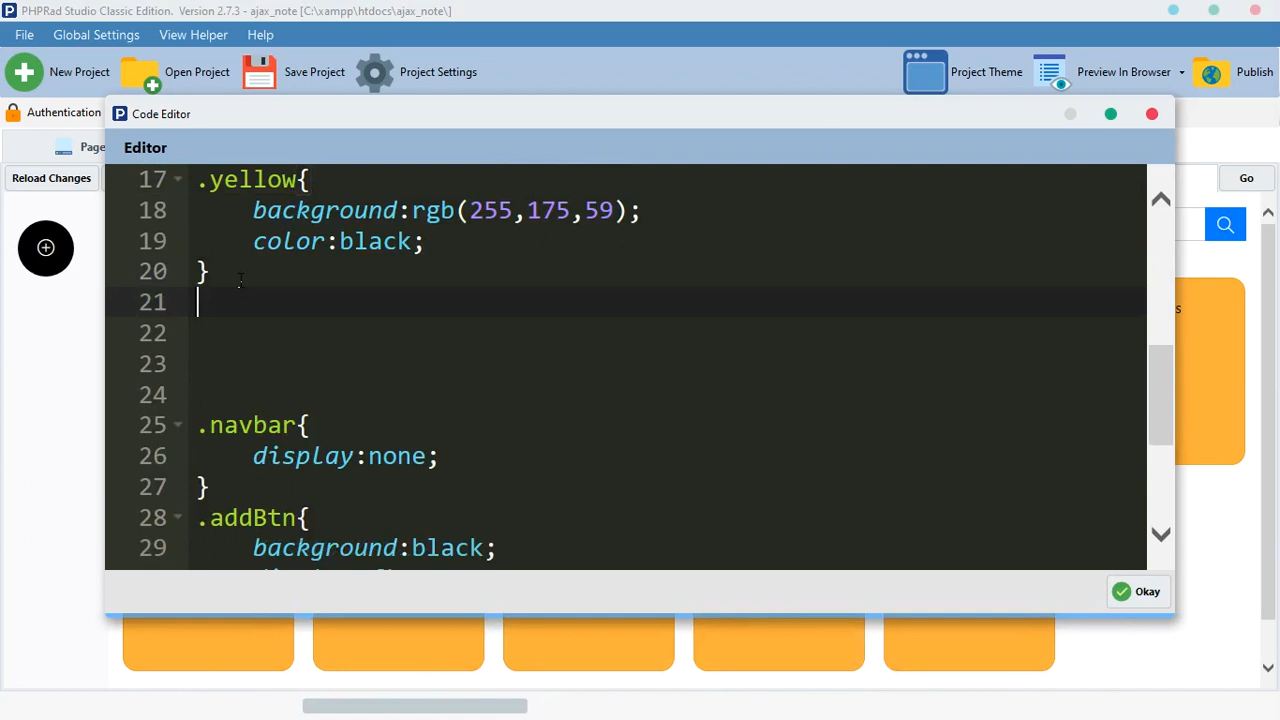 PHPRad Studio Classic Edition. Version 2.7.3 - ajax_note [C:\xampp\htdocs\ajax_note\]
File Global Settings View Helper Help
New Project Open Project Save Project Project Settings Project Theme Preview In Browser Publish
Authentication
Code Editor
Page
Editor
Reload Changes
Go
17 .yellow{
18 background:rgb(255,175,59);
19 color:black;
20 }
21
22
23
24
25 .navbar{
26 display:none;
27 }
28 .addBtn{
29 background:black;
Okay